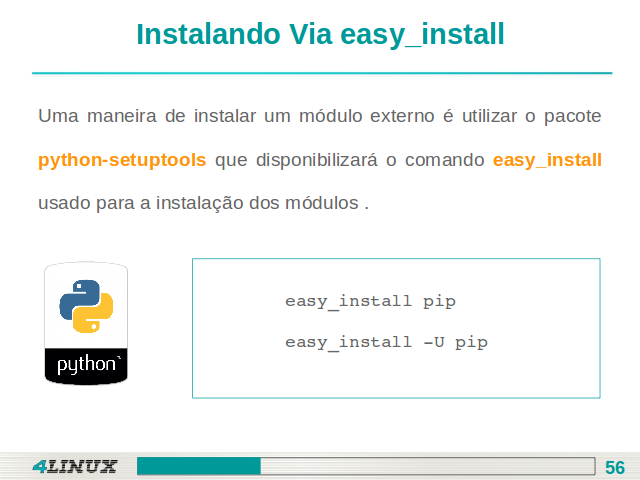 Instalando Via easy_install
Uma maneira de instalar um módulo externo é utilizar o pacote
python-setuptools que disponibilizará o comando easy_install
usado para a instalação dos módulos .
easy_install pip
easy_install -U pip
python
4LINUX
56